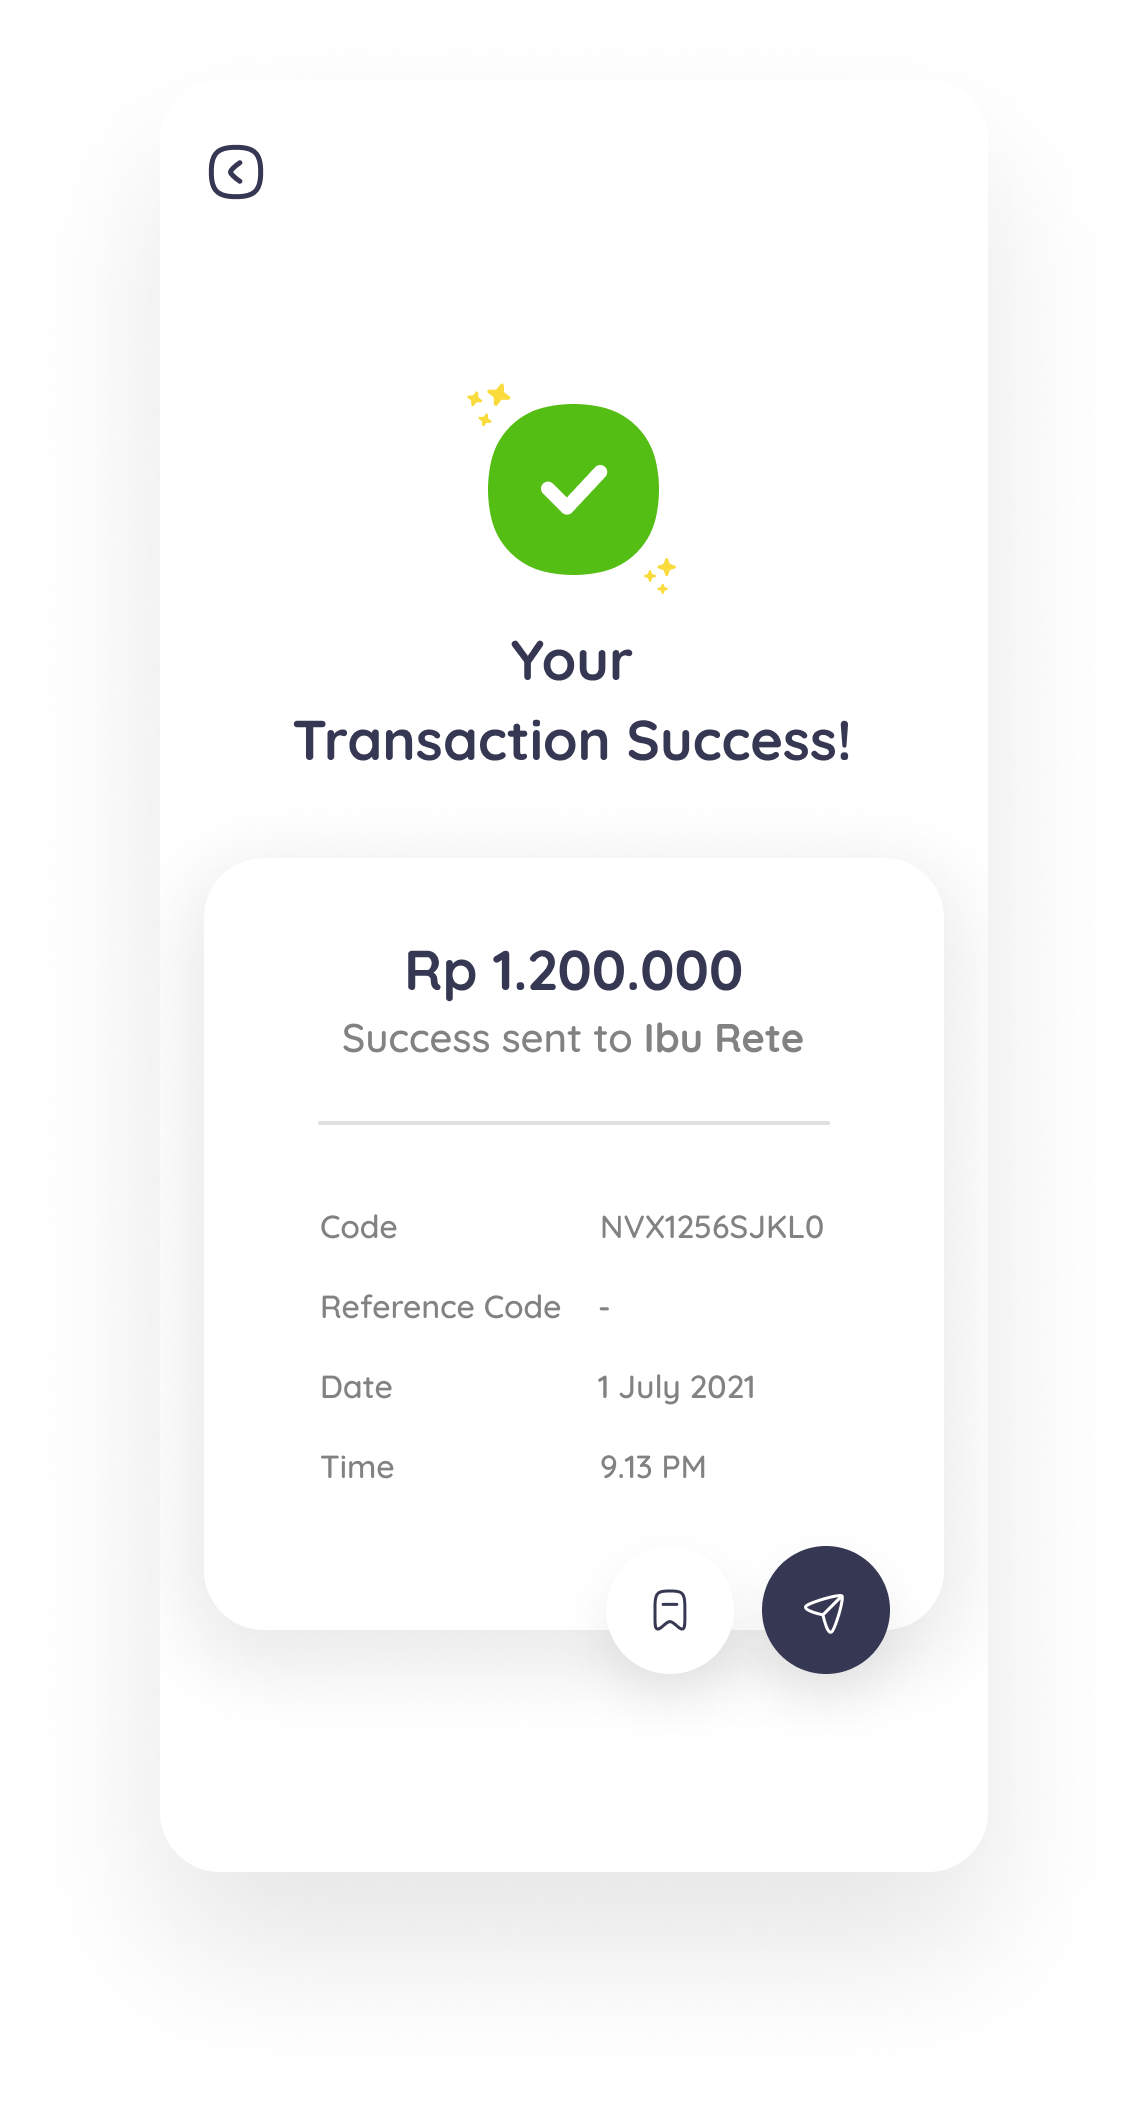 Your
Transaction Success!
Rp 1.200.000
Success sent to Ibu Rete
Code NVX1256SJKL0
Reference Code -
Date 1 July 2021
Time 9.13 PM